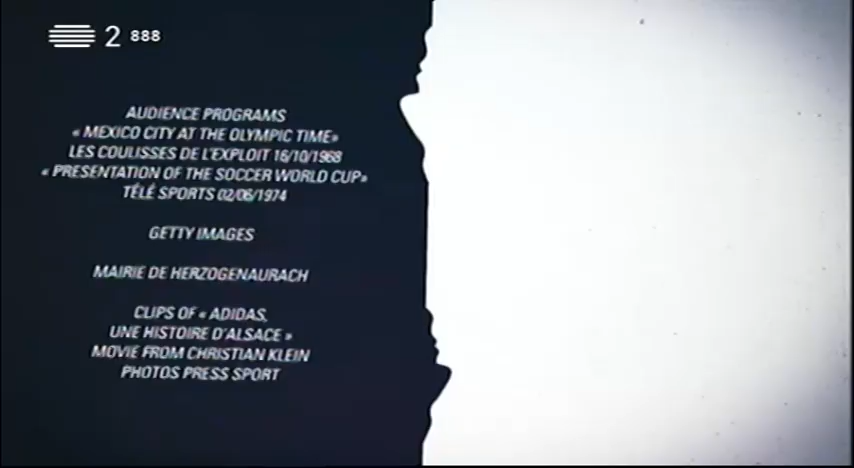 2 888
AUDIENCE PROGRAMS
« MEXICO CITY AT THE OLYMPIC TIME»
LES COULISSES DE L'EXPLOIT 16/10/1968
« PRESENTATION OF THE SOCCER WORLD CUP»
TÉLÉ SPORTS 02/06/1974
GETTY IMAGES
MAIRIE DE HERZOGENAURACH
CLIPS OF « ADIDAS,
UNE HISTOIRE D'ALSACE »
MOVIE FROM CHRISTIAN KLEIN
PHOTOS PRESS SPORT